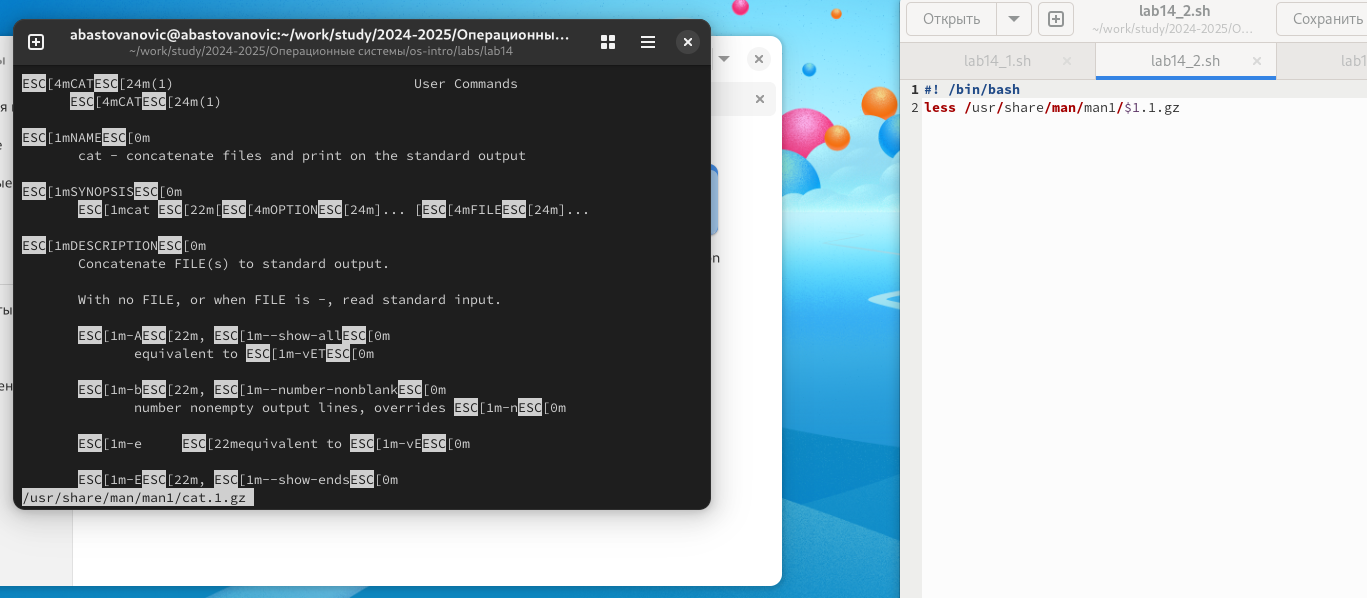 abastovanovic@abastovanovic:~/work/study/2024-2025/Операционны...
~/work/study/2024-2025/Операционные системы/os-intro/labs/lab14
ESC[4mCATESC[24m(1) User Commands
ESC[4mCATESC[24m(1)
ESC[1mNAMEESC[0m
cat - concatenate files and print on the standard output
ESC[1mSYNOPSISESC[0m
ESC[1mcat ESC[22m[ESC[4mOPTIONESC[24m]... [ESC[4mFILEESC[24m]...
ESC[1mDESCRIPTIONESC[0m
Concatenate FILE(s) to standard output.
With no FILE, or when FILE is -, read standard input.
ESC[1m-AESC[22m, ESC[1m--show-allESC[0m
equivalent to ESC[1m-vETESC[0m
ESC[1m-bESC[22m, ESC[1m--number-nonblankESC[0m
number nonempty output lines, overrides ESC[1m-nESC[0m
ESC[1m-e ESC[22mequivalent to ESC[1m-vEESC[0m
ESC[1m-EESC[22m, ESC[1m--show-endsESC[0m
/usr/share/man/man1/cat.1.gz
Открыть
lab14_2.sh
~/work/study/2024-2025/О...
Сохранить
lab14_1.sh
lab14_2.sh
lab1
1 #! /bin/bash
2 less /usr/share/man/man1/$1.1.gz